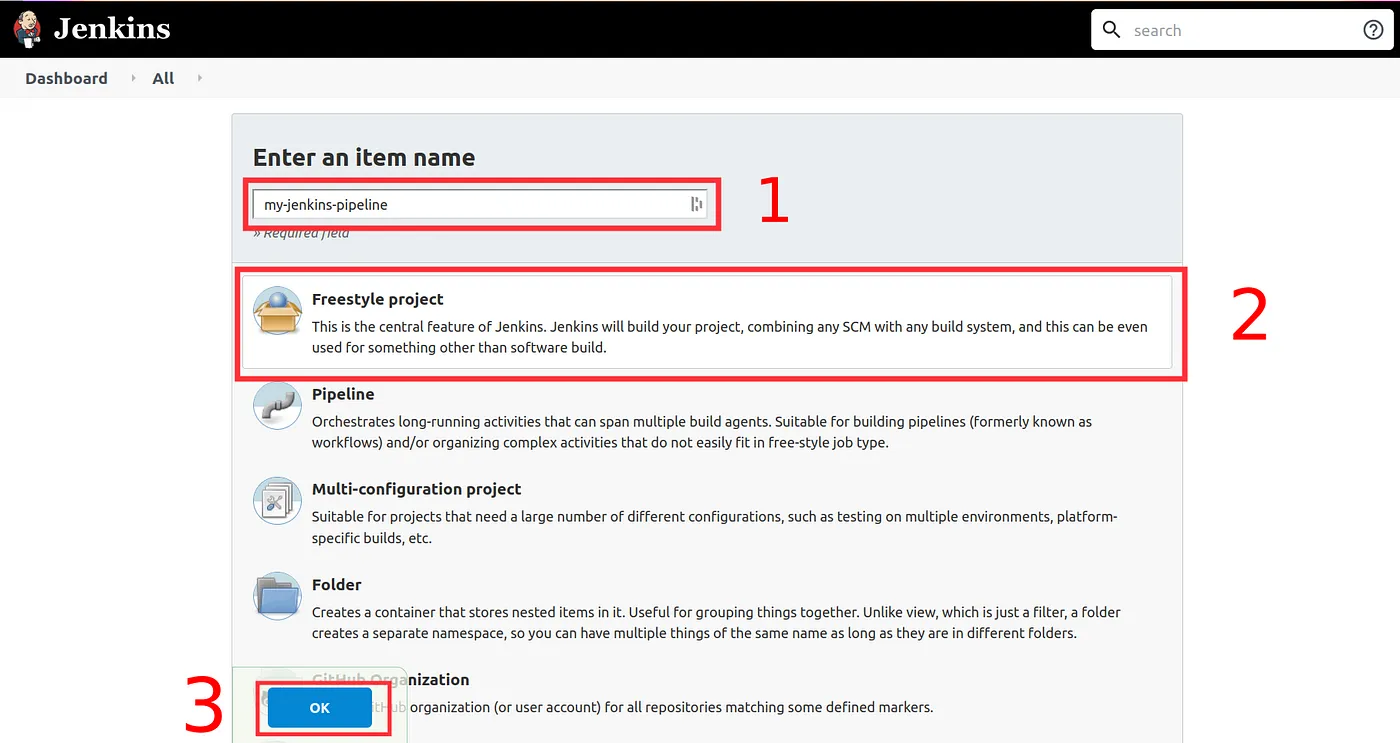 Jenkins
search
Dashboard
All
Enter an item name
my-jenkins-pipeline
1
» Required field
Freestyle project
This is the central feature of Jenkins. Jenkins will build your project, combining any SCM with any build system, and this can be even
used for something other than software build.
2
Pipeline
Orchestrates long-running activities that can span multiple build agents. Suitable for building pipelines (formerly known as
workflows) and/or organizing complex activities that do not easily fit in free-style job type.
Multi-configuration project
Suitable for projects that need a large number of different configurations, such as testing on multiple environments, platform-
specific builds, etc.
Folder
Creates a container that stores nested items in it. Useful for grouping things together. Unlike view, which is just a filter, a folder
creates a separate namespace, so you can have multiple things of the same name as long as they are in different folders.
GitHub Organization
3
OK
organization (or user account) for all repositories matching some defined markers.